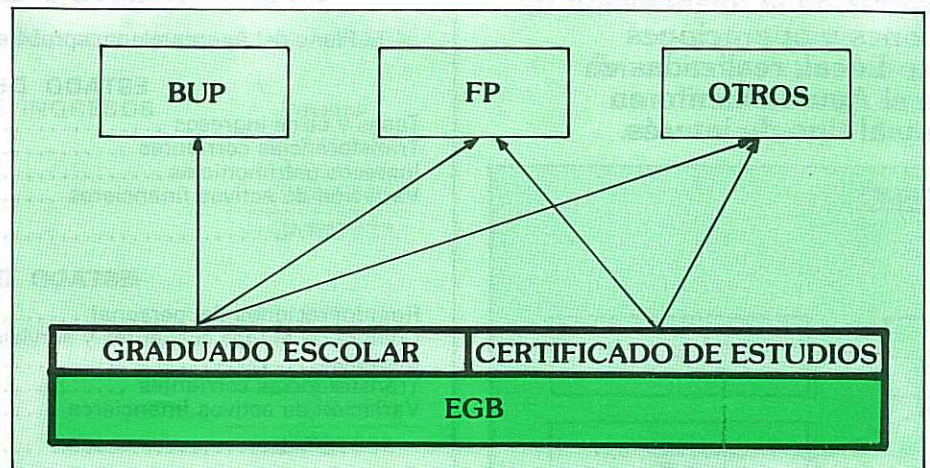 BUP
FP
OTROS
GRADUADO ESCOLAR
CERTIFICADO DE ESTUDIOS
EGB